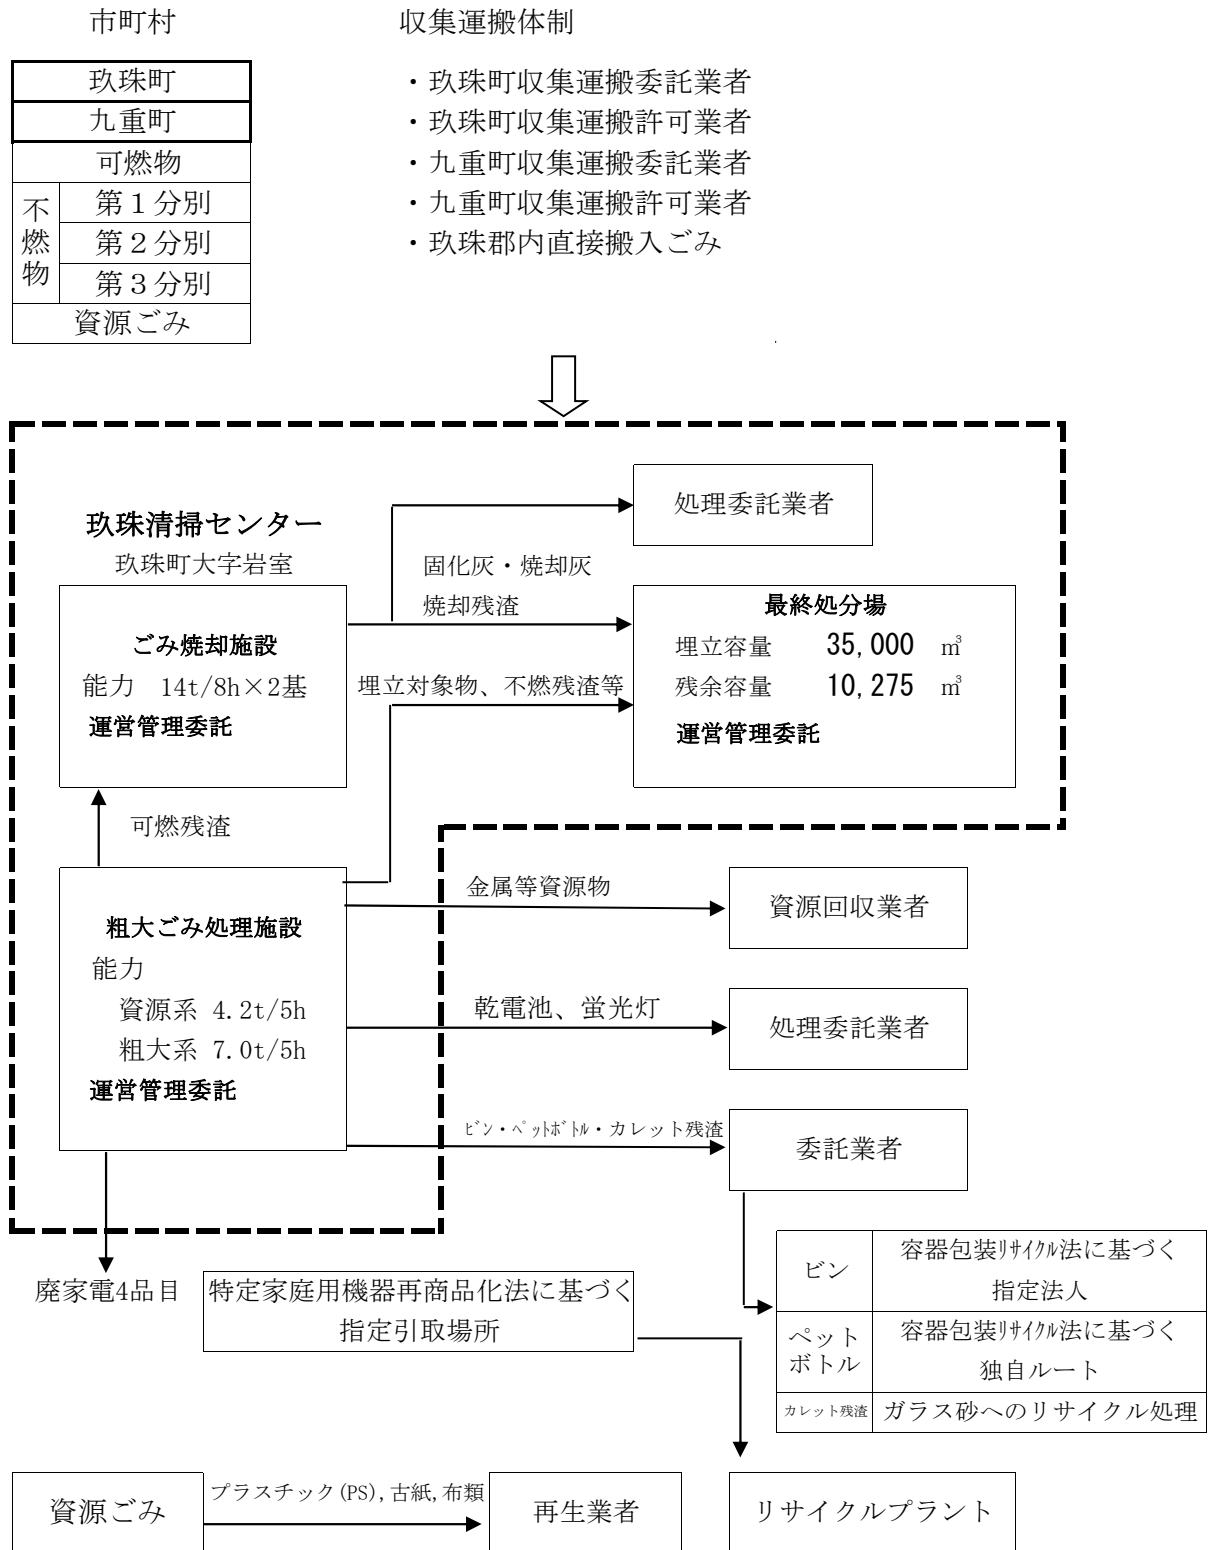 市町村
収集運搬体制
玖珠町
九重町
可燃物
不燃物
第１分別
第２分別
第３分別
資源ごみ
・玖珠町収集運搬委託業者
・玖珠町収集運搬許可業者
・九重町収集運搬委託業者
・九重町収集運搬許可業者
・玖珠郡内直接搬入ごみ
玖珠清掃センター
玖珠町大字岩室
処理委託業者
固化灰・焼却灰
焼却残渣
ごみ焼却施設
能力　14t/8h×2基
運営管理委託
最終処分場
埋立容量　35,000　㎥
残余容量　10,275　㎥
運営管理委託
埋立対象物、不燃残渣等
可燃残渣
粗大ごみ処理施設
能力
資源系 4.2t/5h
粗大系 7.0t/5h
運営管理委託
金属等資源物
資源回収業者
乾電池、蛍光灯
処理委託業者
ﾋﾞﾝ・ﾍﾟｯﾄﾎﾞﾄﾙ・カレット残渣
委託業者
ビン
容器包装ﾘｻｲｸﾙ法に基づく
指定法人
ペット
ボトル
容器包装ﾘｻｲｸﾙ法に基づく
独自ルート
カレット残渣
ガラス砂へのリサイクル処理
廃家電4品目
特定家庭用機器再商品化法に基づく
指定引取場所
資源ごみ
プラスチック(PS),古紙,布類
再生業者
リサイクルプラント